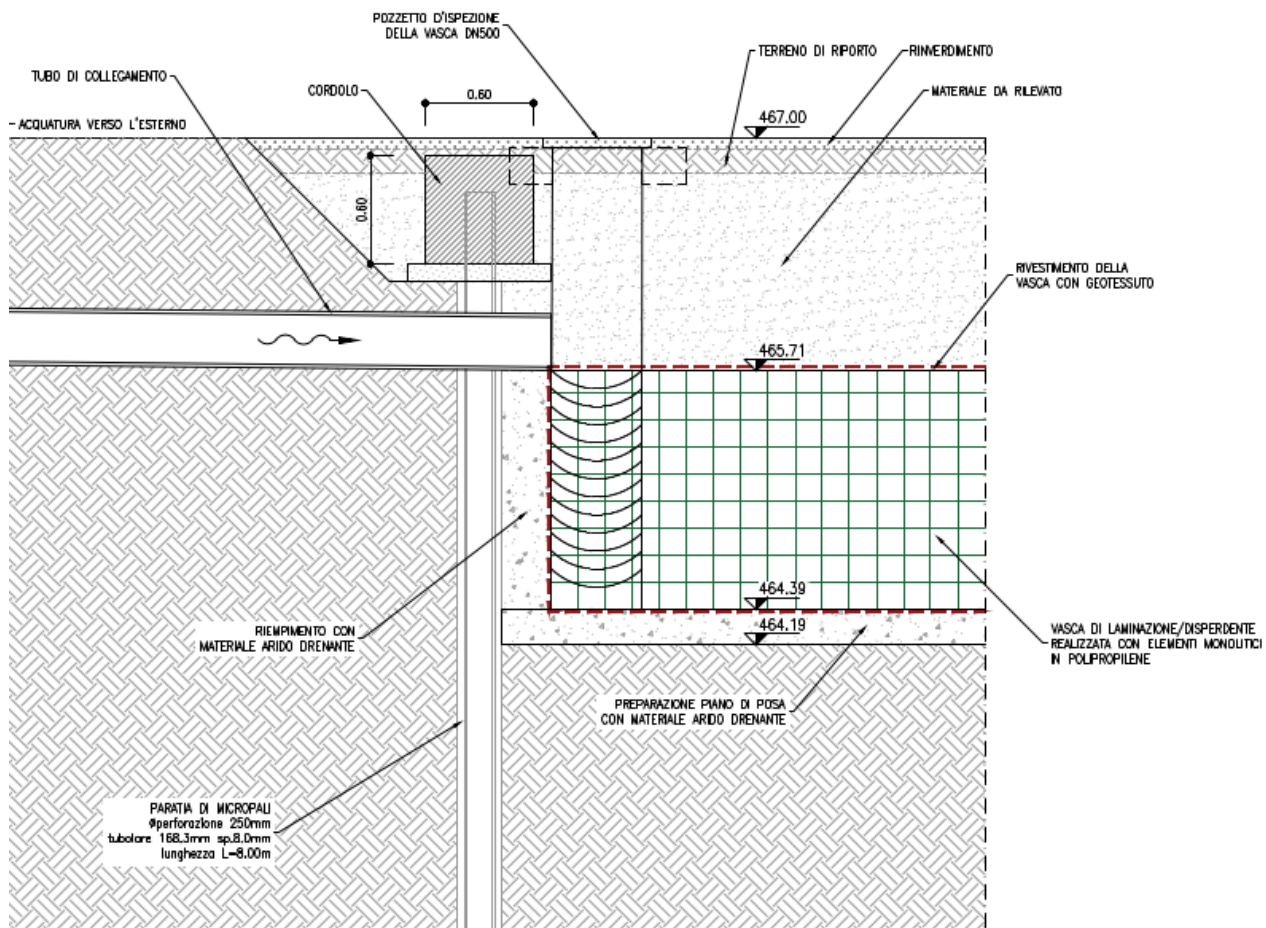 POZZETTO D'ISPEZIONE
DELLA VASCA DN500
TERRENO DI RIPORTO
RINVERDIMENTO
TUBO DI COLLEGAMENTO
CORDOLO
0.60
MATERIALE DA RILEVATO
ACQUATURA VERSO L'ESTERNO
467.00
0.60
RIVESTIMENTO DELLA
VASCA CON GEOTESSUTO
465.71
464.39
464.19
RIEMPIMENTO CON
MATERIALE ARIDO DRENANTE
VASCA DI LAMINAZIONE/DISPERDENTE
REALIZZATA CON ELEMENTI MONOLITICI
IN POLIPROPILENE
PREPARAZIONE PIANO DI POSA
CON MATERIALE ARIDO DRENANTE
PARATIA DI MICROPALI
Øperforazione 250mm
tubolare 168.3mm sp.8.0mm
lunghezza L=8.00m